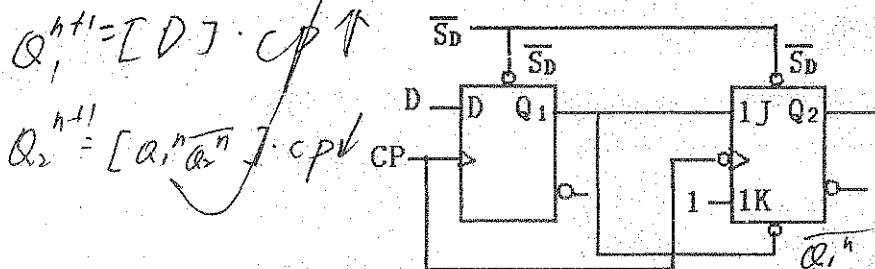 Q₁ⁿ⁺¹=[D]·cp↑
Q₂ⁿ⁺¹=[Q₁ⁿ Q̅₂ⁿ]·cp↓
S̅D̅
S̅D̅
S̅D̅
D
D Q₁
1J Q₂
CP
1
1K
Q̅₁ⁿ